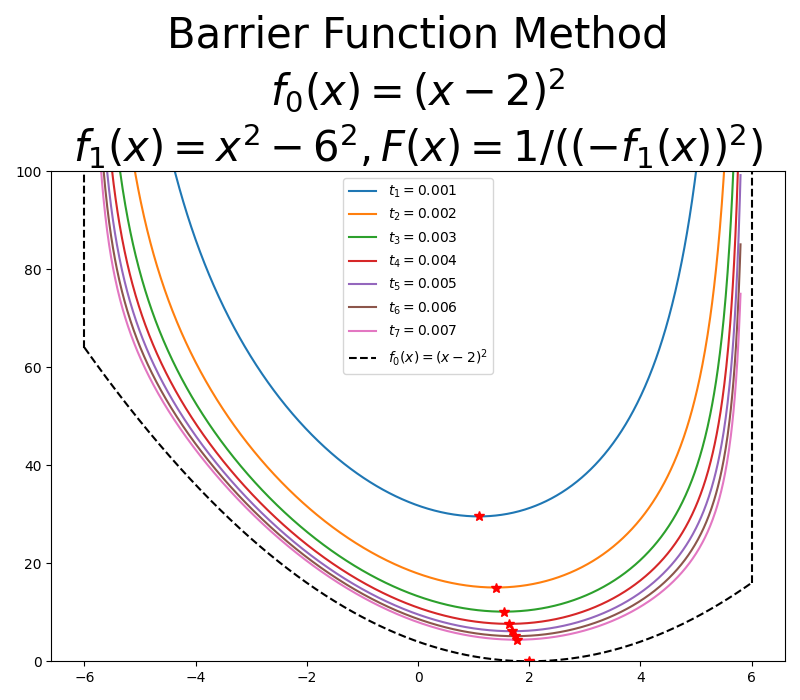 Barrier Function Method
f₀(x) = (x − 2)²
f₁(x) = x² − 6², F(x) = 1/((−f₁(x))²)
100
80
60
40
20
0
t₁ = 0.001
t₂ = 0.002
t₃ = 0.003
t₄ = 0.004
t₅ = 0.005
t₆ = 0.006
t₇ = 0.007
f₀(x) = (x − 2)²
−6 −4 −2 0 2 4 6